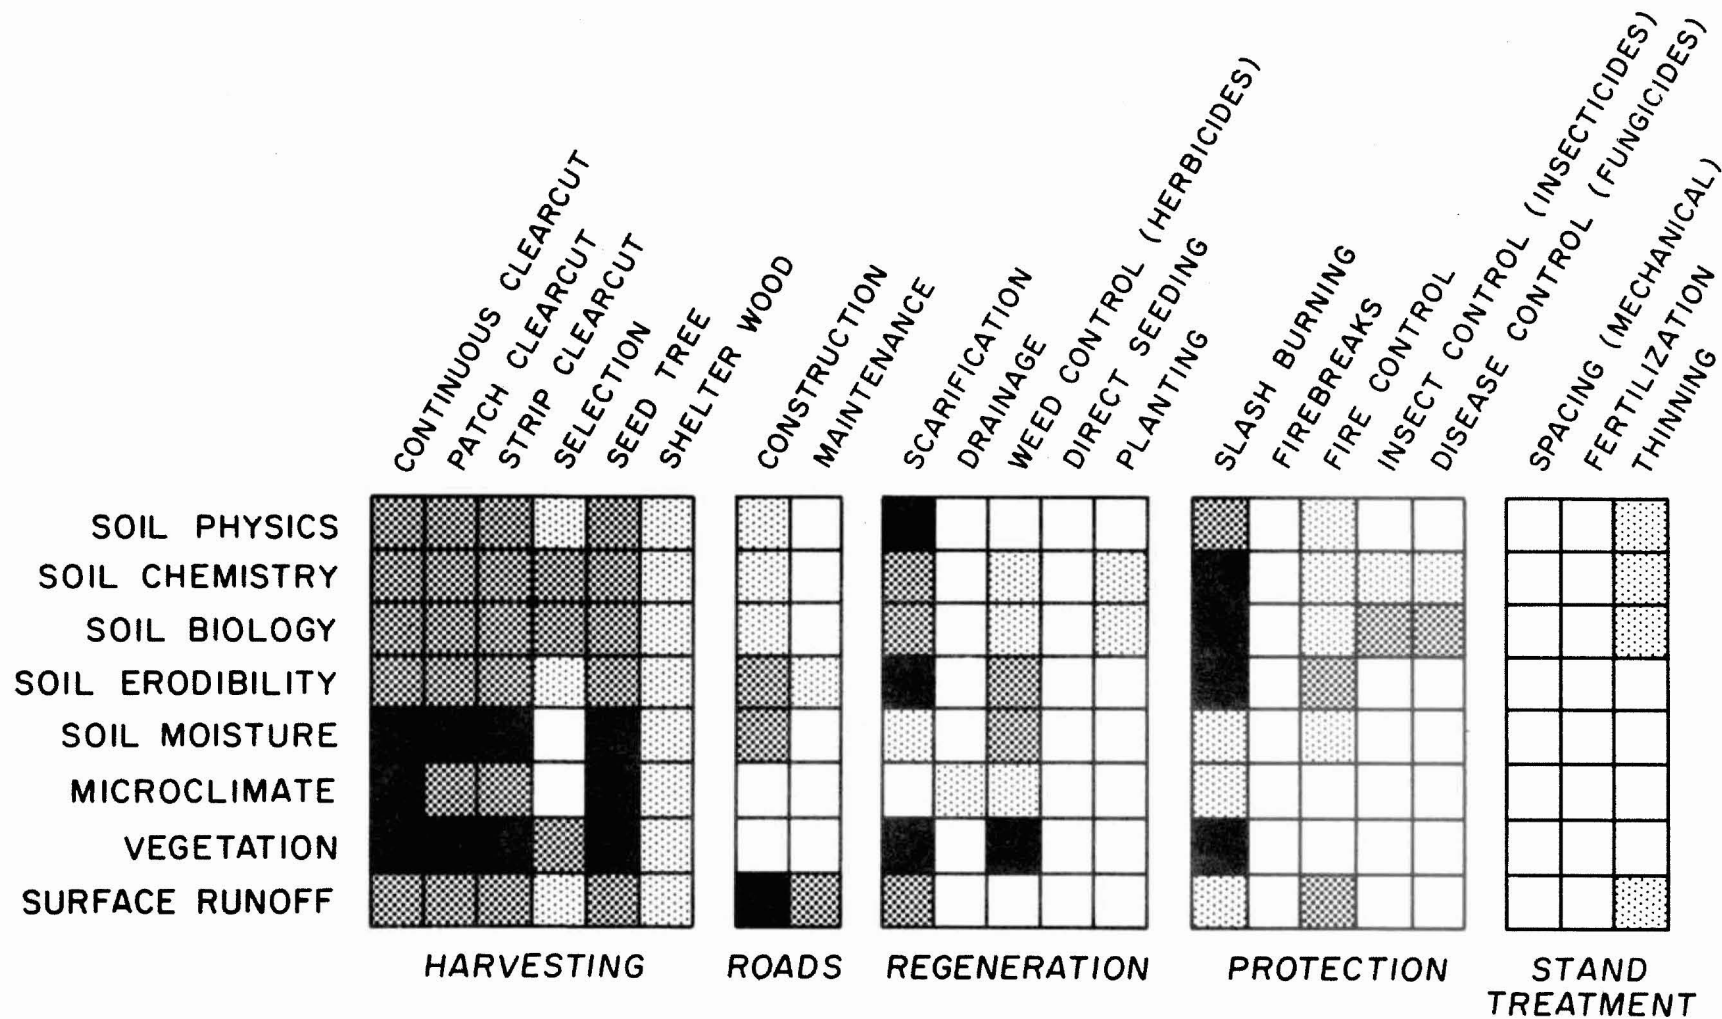 CONTINUOUS CLEARCUT
PATCH CLEARCUT
STRIP CLEARCUT
SELECTION
SEED TREE
SHELTER WOOD
CONSTRUCTION
MAINTENANCE
SCARIFICATION
DRAINAGE
WEED CONTROL (HERBICIDES)
DIRECT SEEDING
PLANTING
SLASH BURNING
FIREBREAKS
FIRE CONTROL
INSECT CONTROL (INSECTICIDES)
DISEASE CONTROL (FUNGICIDES)
SPACING (MECHANICAL)
FERTILIZATION
THINNING
SOIL PHYSICS
SOIL CHEMISTRY
SOIL BIOLOGY
SOIL ERODIBILITY
SOIL MOISTURE
MICROCLIMATE
VEGETATION
SURFACE RUNOFF
HARVESTING
ROADS
REGENERATION
PROTECTION
STAND
TREATMENT